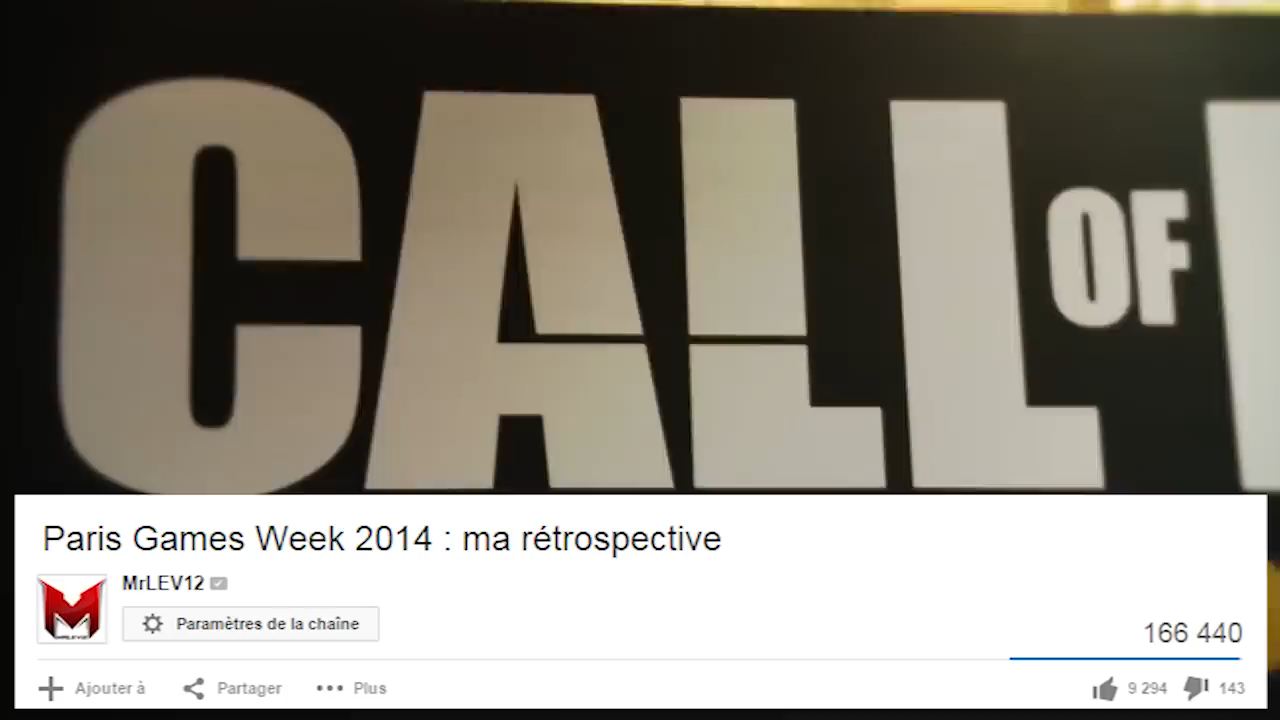 CALL OF
Paris Games Week 2014 : ma rétrospective
MrLEV12
Paramètres de la chaîne
166 440
Ajouter à
Partager
Plus
9 294
143